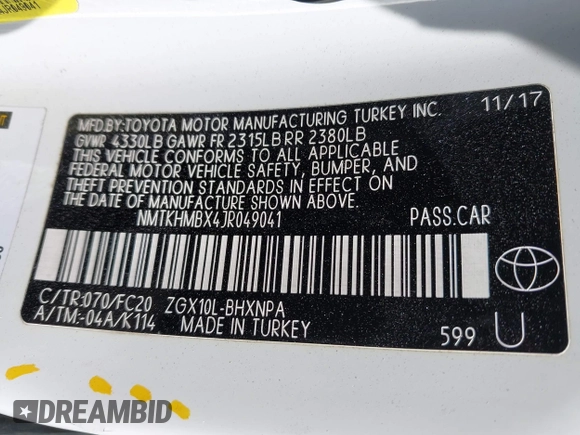 JR049041
MFD.BY:TOYOTA MOTOR MANUFACTURING TURKEY INC. 11/17
GVWR 4330LB GAWR FR 2315LB RR 2380LB
THIS VEHICLE CONFORMS TO ALL APPLICABLE
FEDERAL MOTOR VEHICLE SAFETY, BUMPER, AND
THEFT PREVENTION STANDARDS IN EFFECT ON
THE DATE OF MANUFACTURE SHOWN ABOVE.
NMTKHMBX4JR049041 PASS.CAR
C/TR:070/FC20 ZGX10L-BHXNPA
A/TM:-04A/K114 MADE IN TURKEY
599 U
DREAMBID